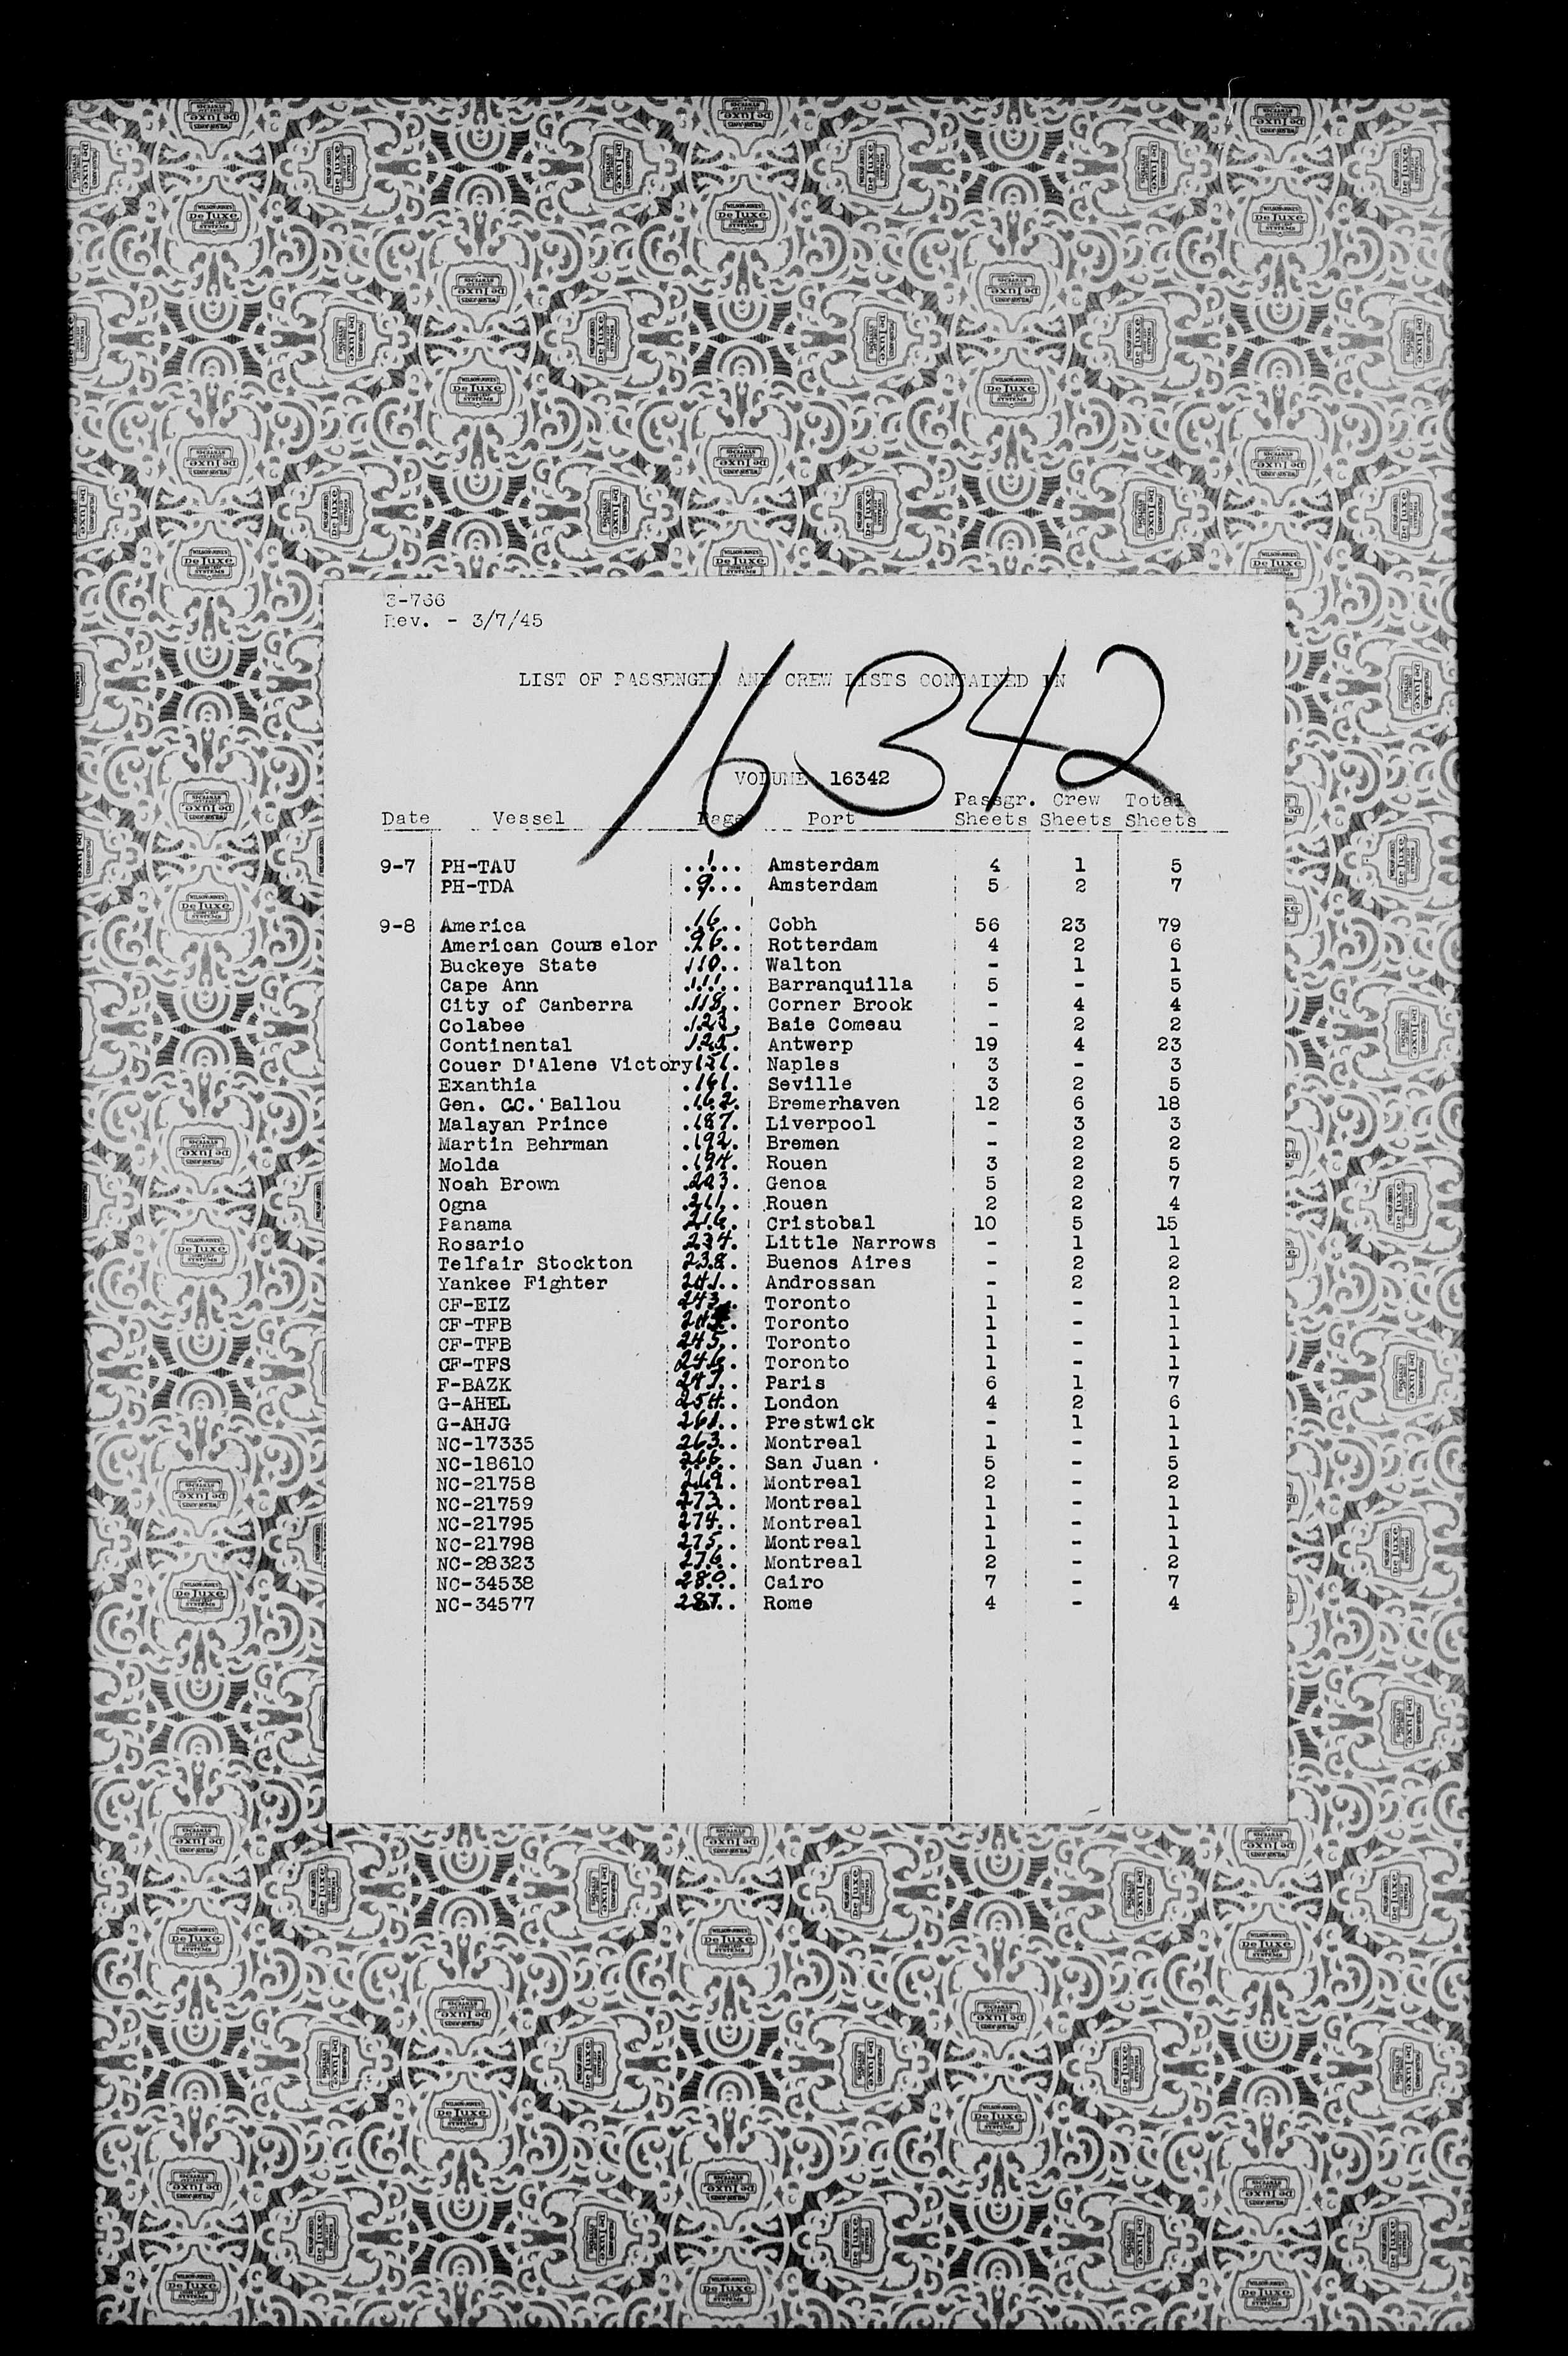 3-766
Rev. - 3/7/45
LIST OF PASSENGER AND CREW LISTS CONTAINED IN
16342
VOLUME 16342
Passgr. Crew Total
Date Vessel Page Port Sheets Sheets Sheets
9-7 PH-TAU 1 Amsterdam 4 1 5
PH-TDA 9 Amsterdam 5 2 7
9-8 America 16 Cobh 56 23 79
American Couns elor 96 Rotterdam 4 2 6
Buckeye State 110 Walton - 1 1
Cape Ann 111 Barranquilla 5 - 5
City of Canberra 118 Corner Brook - 4 4
Colabee 123 Baie Comeau - 2 2
Continental 125 Antwerp 19 4 23
Couer D'Alene Victory 151 Naples 3 - 3
Exanthia 161 Seville 3 2 5
Gen. C.C. Ballou 162 Bremerhaven 12 6 18
Malayan Prince 187 Liverpool - 3 3
Martin Behrman 192 Bremen - 2 2
Molda 194 Rouen 3 2 5
Noah Brown 203 Genoa 5 2 7
Ogna 211 Rouen 2 2 4
Panama 216 Cristobal 10 5 15
Rosario 234 Little Narrows - 1 1
Telfair Stockton 238 Buenos Aires - 2 2
Yankee Fighter 241 Androssan - 2 2
CF-EIZ 243 Toronto 1 - 1
CF-TFB Toronto 1 - 1
CF-TFB 245 Toronto 1 - 1
CF-TFS 246 Toronto 1 - 1
F-BAZK 247 Paris 6 1 7
G-AHEL 254 London 4 2 6
G-AHJG 261 Prestwick - 1 1
NC-17335 263 Montreal 1 - 1
NC-18610 266 San Juan 5 - 5
NC-21758 269 Montreal 2 - 2
NC-21759 273 Montreal 1 - 1
NC-21795 274 Montreal 1 - 1
NC-21798 275 Montreal 1 - 1
NC-28323 276 Montreal 2 - 2
NC-34538 280 Cairo 7 - 7
NC-34577 287 Rome 4 - 4
WILSON-JONES
De Luxe
LOOSE LEAF
SYSTEMS